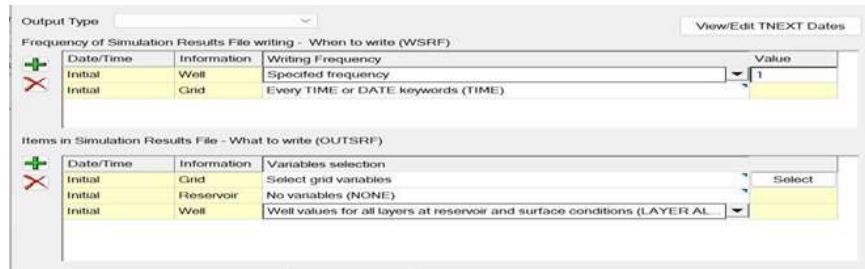 Output Type
View/Edit TNEXT Dates
Frequency of Simulation Results File writing - When to write (WSRF)
Date/Time Information Writing Frequency Value
Initial Well Specifed frequency 1
Initial Grid Every TIME or DATE keywords (TIME)
Items in Simulation Results File - What to write (OUTSRF)
Date/Time Information Variables selection
Initial Grid Select grid variables Select
Initial Reservoir No variables (NONE)
Initial Well Well values for all layers at reservoir and surface conditions (LAYER AL...